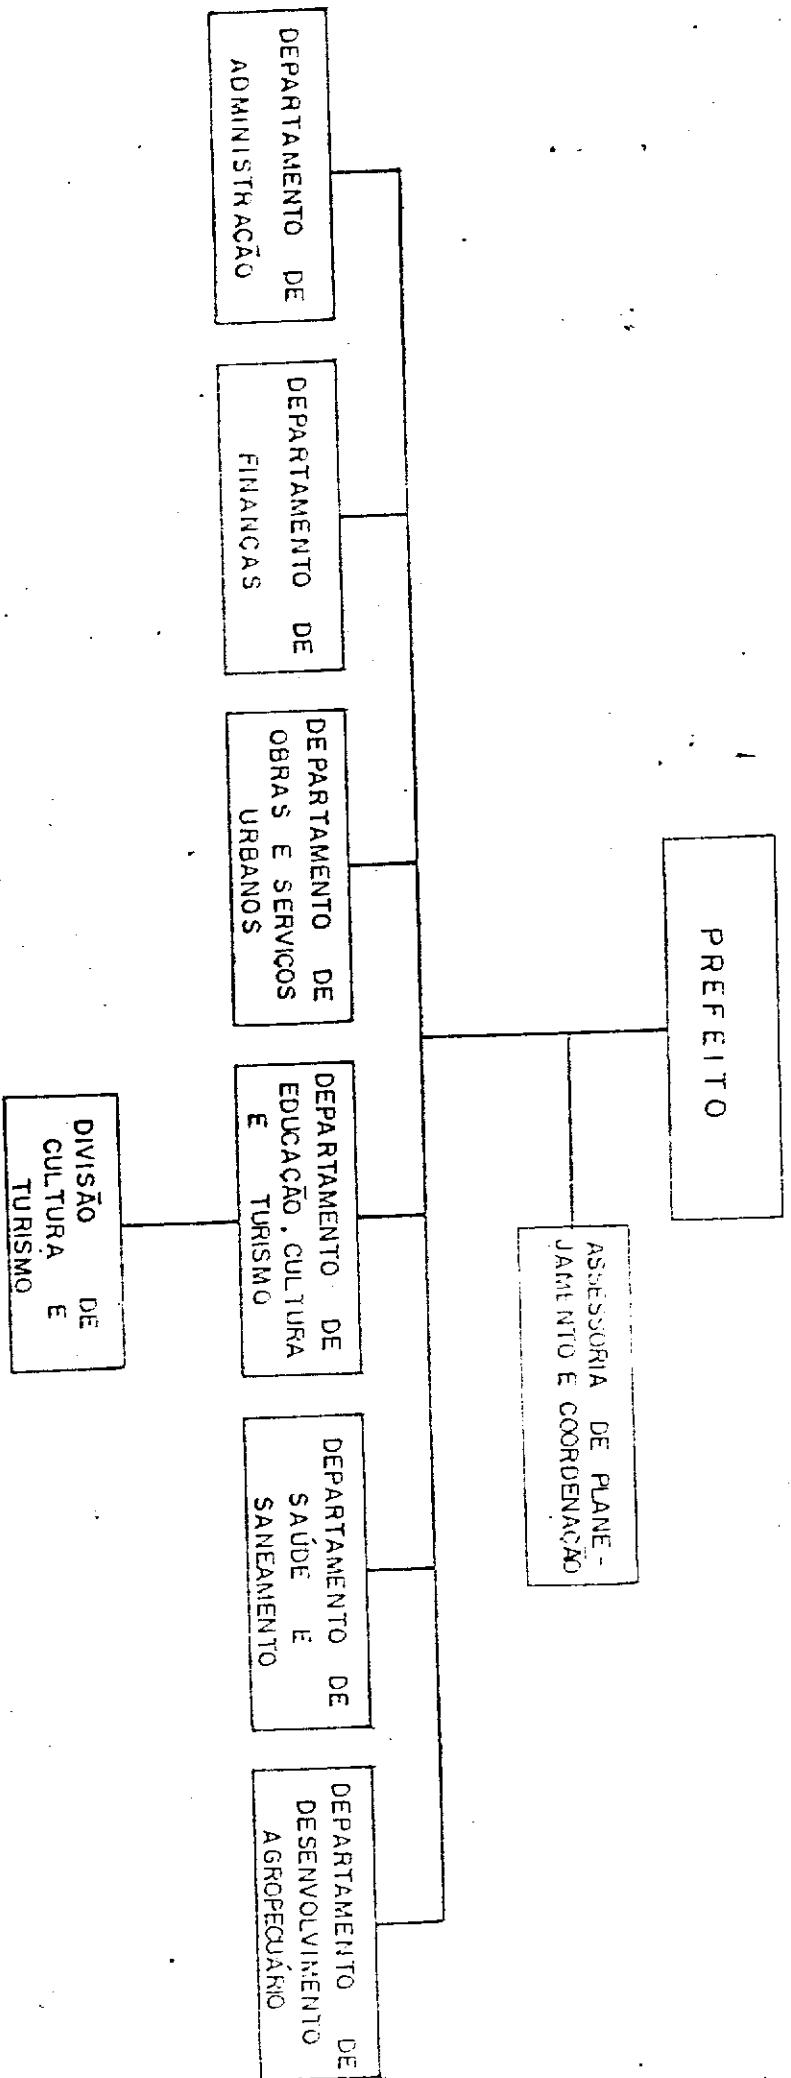 PREFEITO
ASSESSORIA DE PLANE-
JAMENTO E COORDENAÇÃO
DEPARTAMENTO DE
ADMINISTRAÇÃO
DEPARTAMENTO DE
FINANÇAS
DEPARTAMENTO DE
OBRAS E SERVIÇOS
URBANOS
DEPARTAMENTO DE
EDUCAÇÃO, CULTURA
E TURISMO
DEPARTAMENTO DE
SAÚDE E
SANEAMENTO
DEPARTAMENTO DE
DESENVOLVIMENTO
AGROPECUÁRIO
DIVISÃO DE
CULTURA E
TURISMO